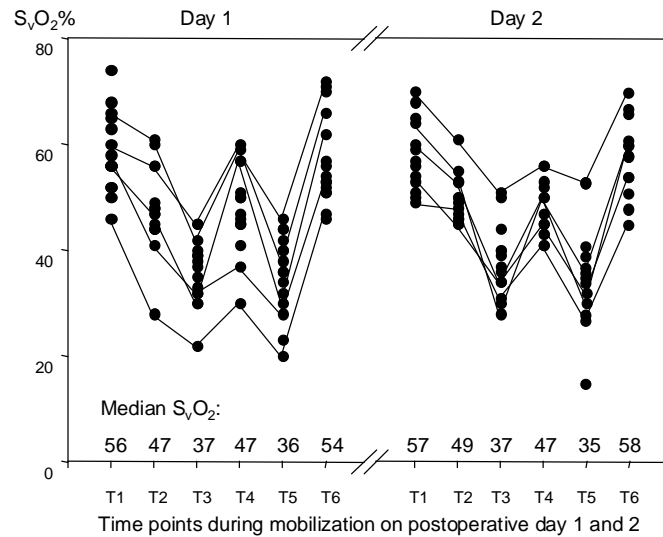 SvO2%
Day 1 Day 2
80
60
40
20
Median SvO2:
56 47 37 47 36 54 57 49 37 47 35 58
0
T1 T2 T3 T4 T5 T6 T1 T2 T3 T4 T5 T6
Time points during mobilization on postoperative day 1 and 2